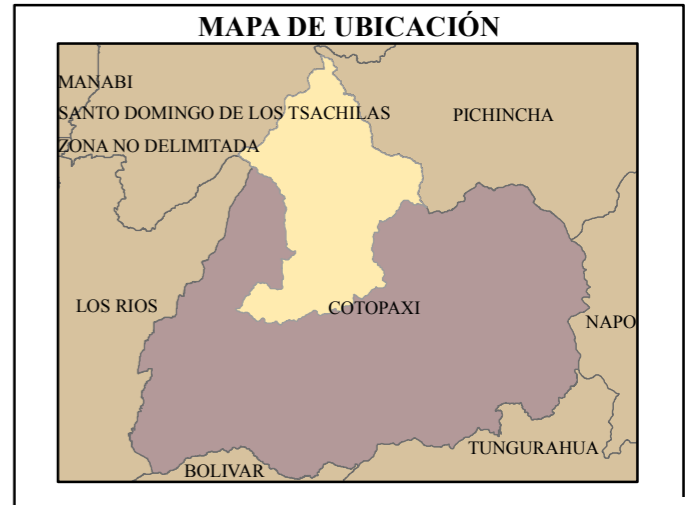 MAPA DE UBICACIÓN
MANABI
SANTO DOMINGO DE LOS TSACHILAS
PICHINCHA
ZONA NO DELIMITADA
LOS RIOS
COTOPAXI
NAPO
TUNGURAHUA
BOLIVAR